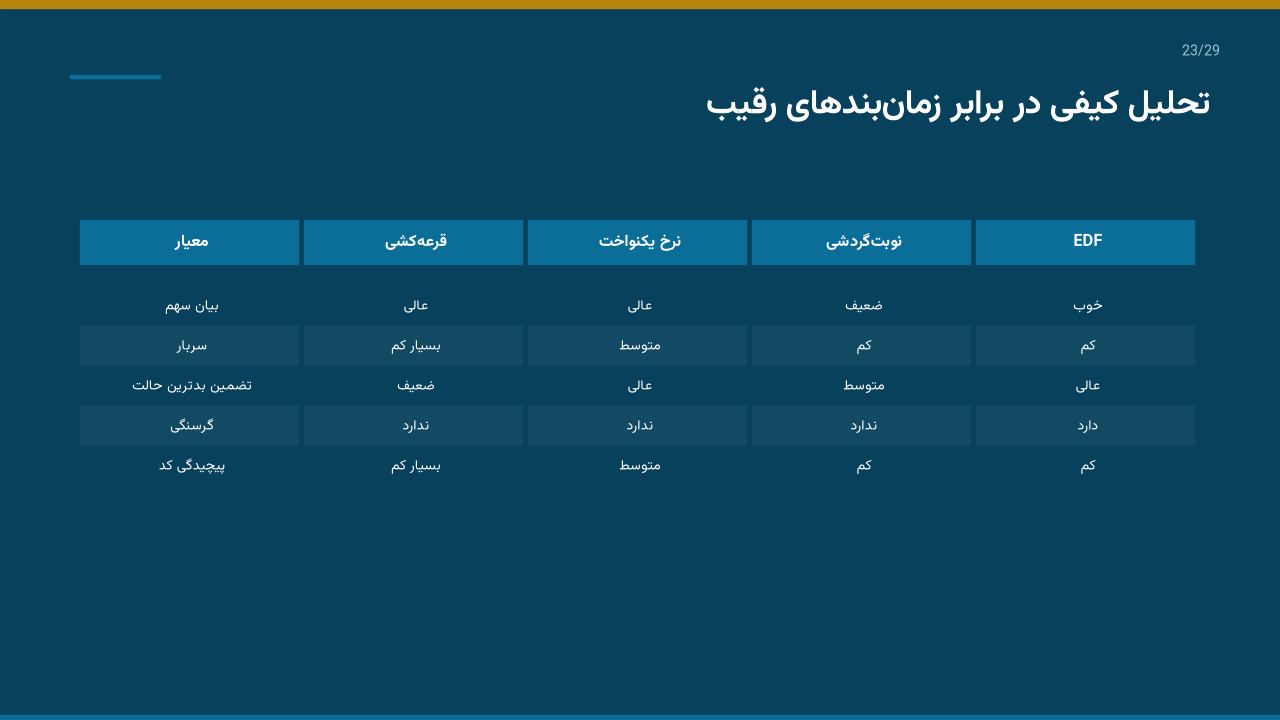 23/29
تحلیل کیفی در برابر زمان‌بندهای رقیب
معیار قرعه‌کشی نرخ یکنواخت نوبت‌گردشی EDF
بیان سهم عالی عالی ضعیف خوب
سربار بسیار کم متوسط کم کم
تضمین بدترین حالت ضعیف عالی متوسط عالی
گرسنگی ندارد ندارد ندارد دارد
پیچیدگی کد بسیار کم متوسط کم کم